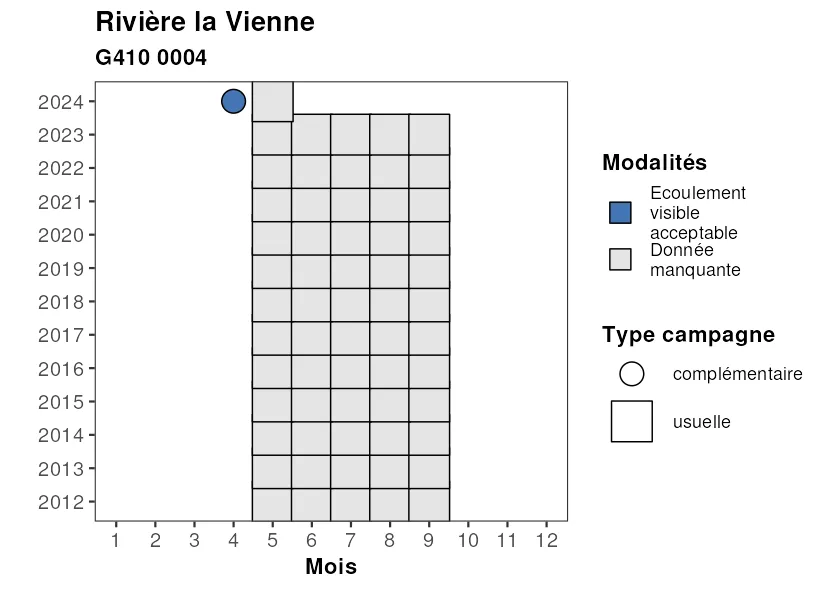 Rivière la Vienne
G410 0004
2024
2023
2022
2021
2020
2019
2018
2017
2016
2015
2014
2013
2012
1 2 3 4 5 6 7 8 9 10 11 12
Mois
Modalités
Ecoulement
visible
acceptable
Donnée
manquante
Type campagne
complémentaire
usuelle